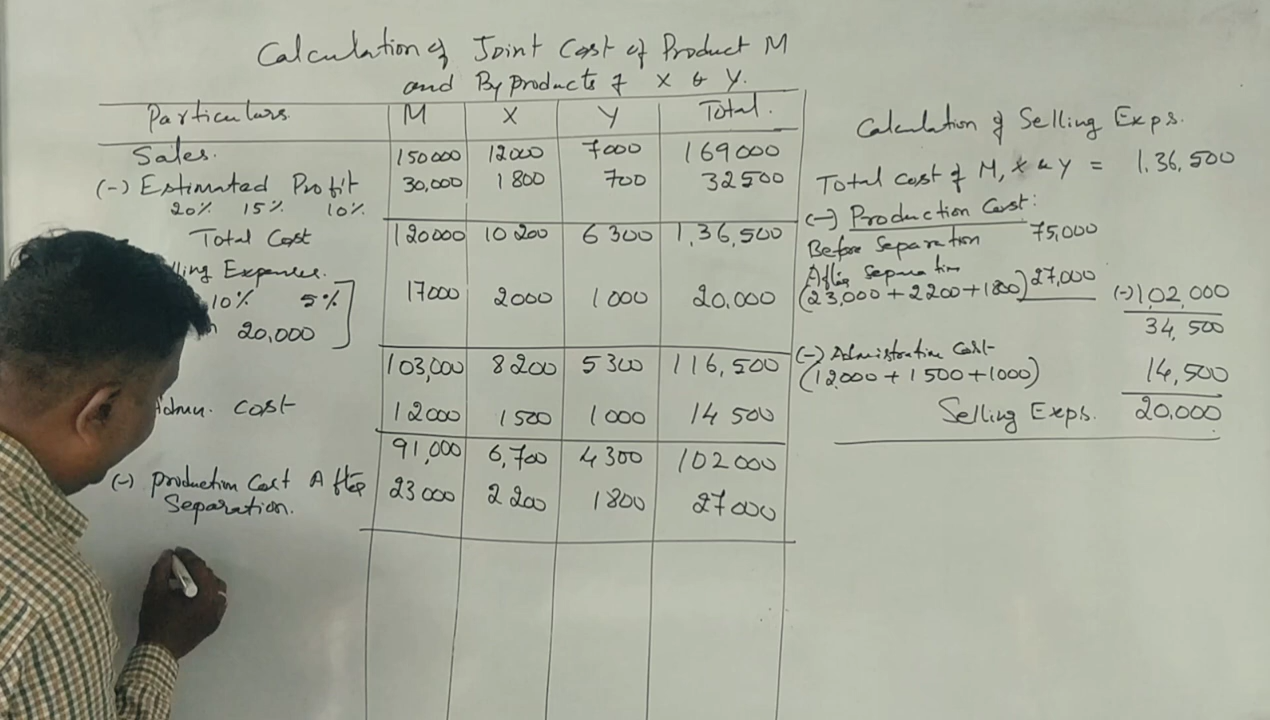 Calculation of Joint Cost of Product M
and By products of X & Y.
Particulars. M X Y Total.
Sales. 150000 12000 7000 169000
(-) Estimated Profit 30,000 1800 700 32500
20% 15% 10%
Total Cost 120000 10200 6300 1,36,500
lling Expenses.
10% 5% 17000 2000 1000 20,000
20,000
103,000 8200 5300 116,500
Admn. Cost 12000 1500 1000 14500
91,000 6,700 4300 102000
(-) Production Cost After 23000 2200 1800 27000
Separation.
Calculation of Selling Exps.
Total Cost of M, X & Y = 1,36,500
(-) Production Cost:
Before Separation 75,000
After Separation
(23,000 + 2200 + 1800) 27,000 (-) 1,02,000
34,500
(-) Administrative Cost
(12000 + 1500 + 1000) 14,500
Selling Exps. 20,000